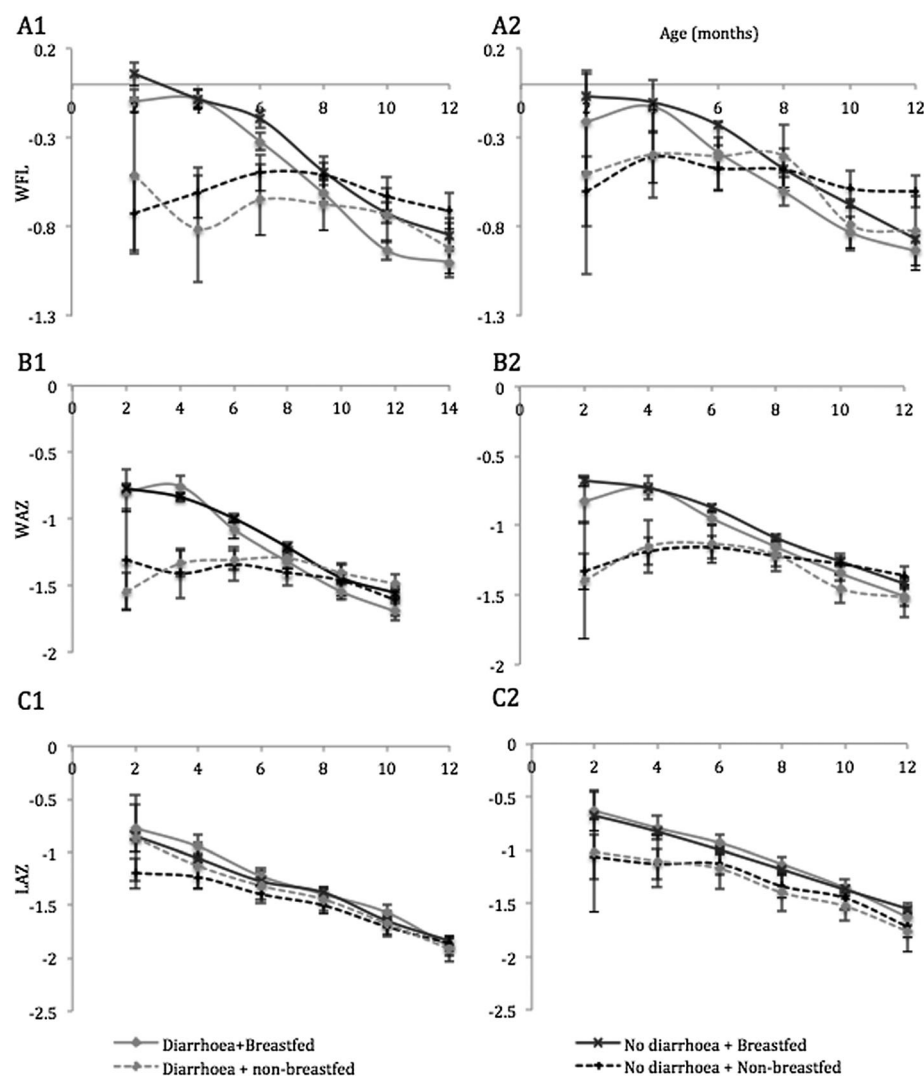 A1
0.2
0 2 4 6 8 10 12
-0.3
WFL
-0.8
-1.3
A2
Age (months)
0.2
0 2 4 6 8 10 12
-0.3
-0.8
-1.3
B1
0
0 2 4 6 8 10 12 14
-0.5
WAZ
-1
-1.5
-2
B2
0
0 2 4 6 8 10 12
-0.5
-1
-1.5
-2
C1
0
0 2 4 6 8 10 12
-0.5
-1
LAZ
-1.5
-2
-2.5
C2
0
0 2 4 6 8 10 12
-0.5
-1
-1.5
-2
-2.5
Diarrhoea+Breastfed
Diarrhoea + non-breastfed
No diarrhoea + Breastfed
No diarrhoea + Non-breastfed